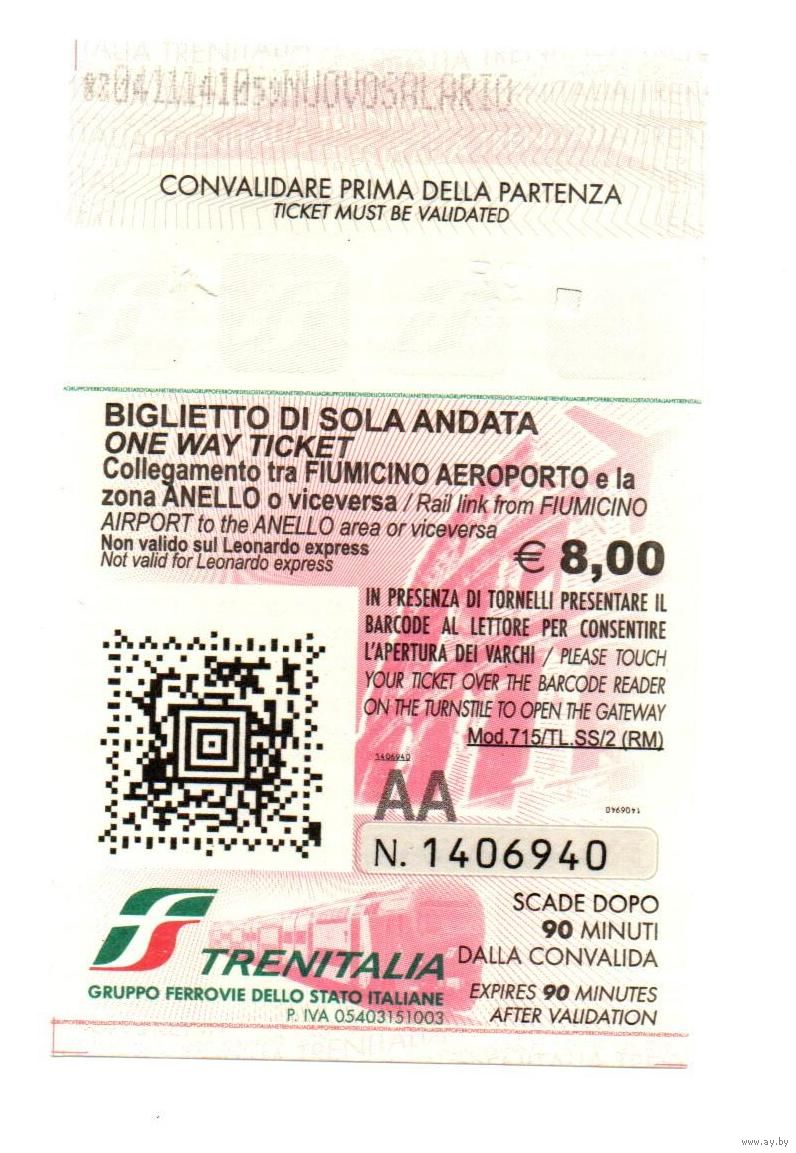 NUOVOSALARIO
CONVALIDARE PRIMA DELLA PARTENZA
TICKET MUST BE VALIDATED
BIGLIETTO DI SOLA ANDATA
ONE WAY TICKET
Collegamento tra FIUMICINO AEROPORTO e la
zona ANELLO o viceversa / Rail link from FIUMICINO
AIRPORT to the ANELLO area or viceversa
Non valido sul Leonardo express
Not valid for Leonardo express
€ 8,00
IN PRESENZA DI TORNELLI PRESENTARE IL
BARCODE AL LETTORE PER CONSENTIRE
L'APERTURA DEI VARCHI / PLEASE TOUCH
YOUR TICKET OVER THE BARCODE READER
ON THE TURNSTILE TO OPEN THE GATEWAY
Mod.715/TL.SS/2 (RM)
1406940
AA
1406940
N. 1406940
SCADE DOPO
90 MINUTI
DALLA CONVALIDA
EXPIRES 90 MINUTES
AFTER VALIDATION
TRENITALIA
GRUPPO FERROVIE DELLO STATO ITALIANE
P. IVA 05403151003
www.ay.by